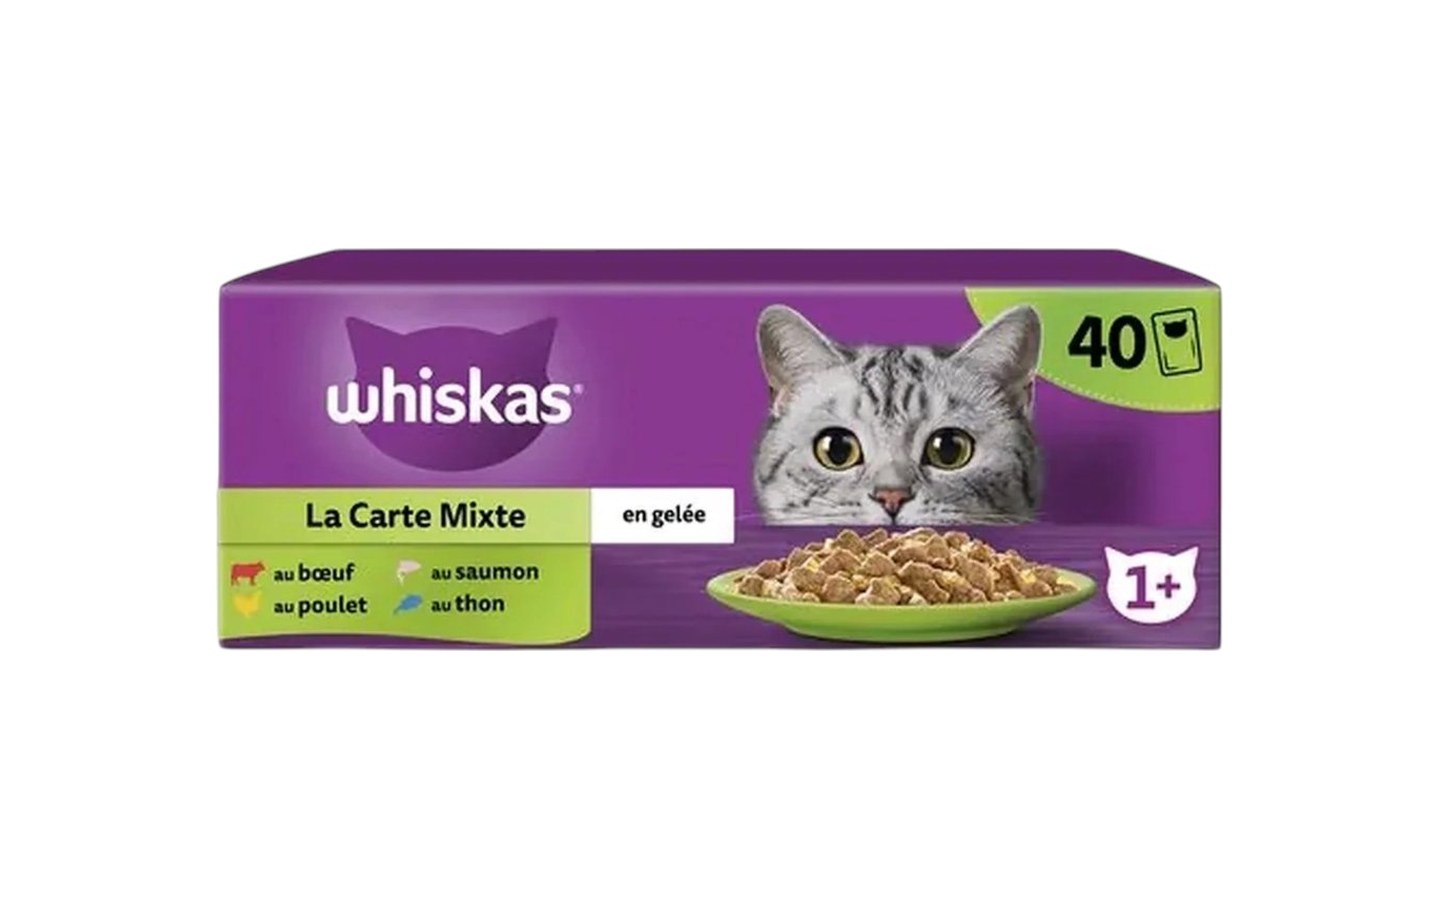 whiskas®
40
La Carte Mixte
en gelée
au bœuf
au saumon
au poulet
au thon
1+